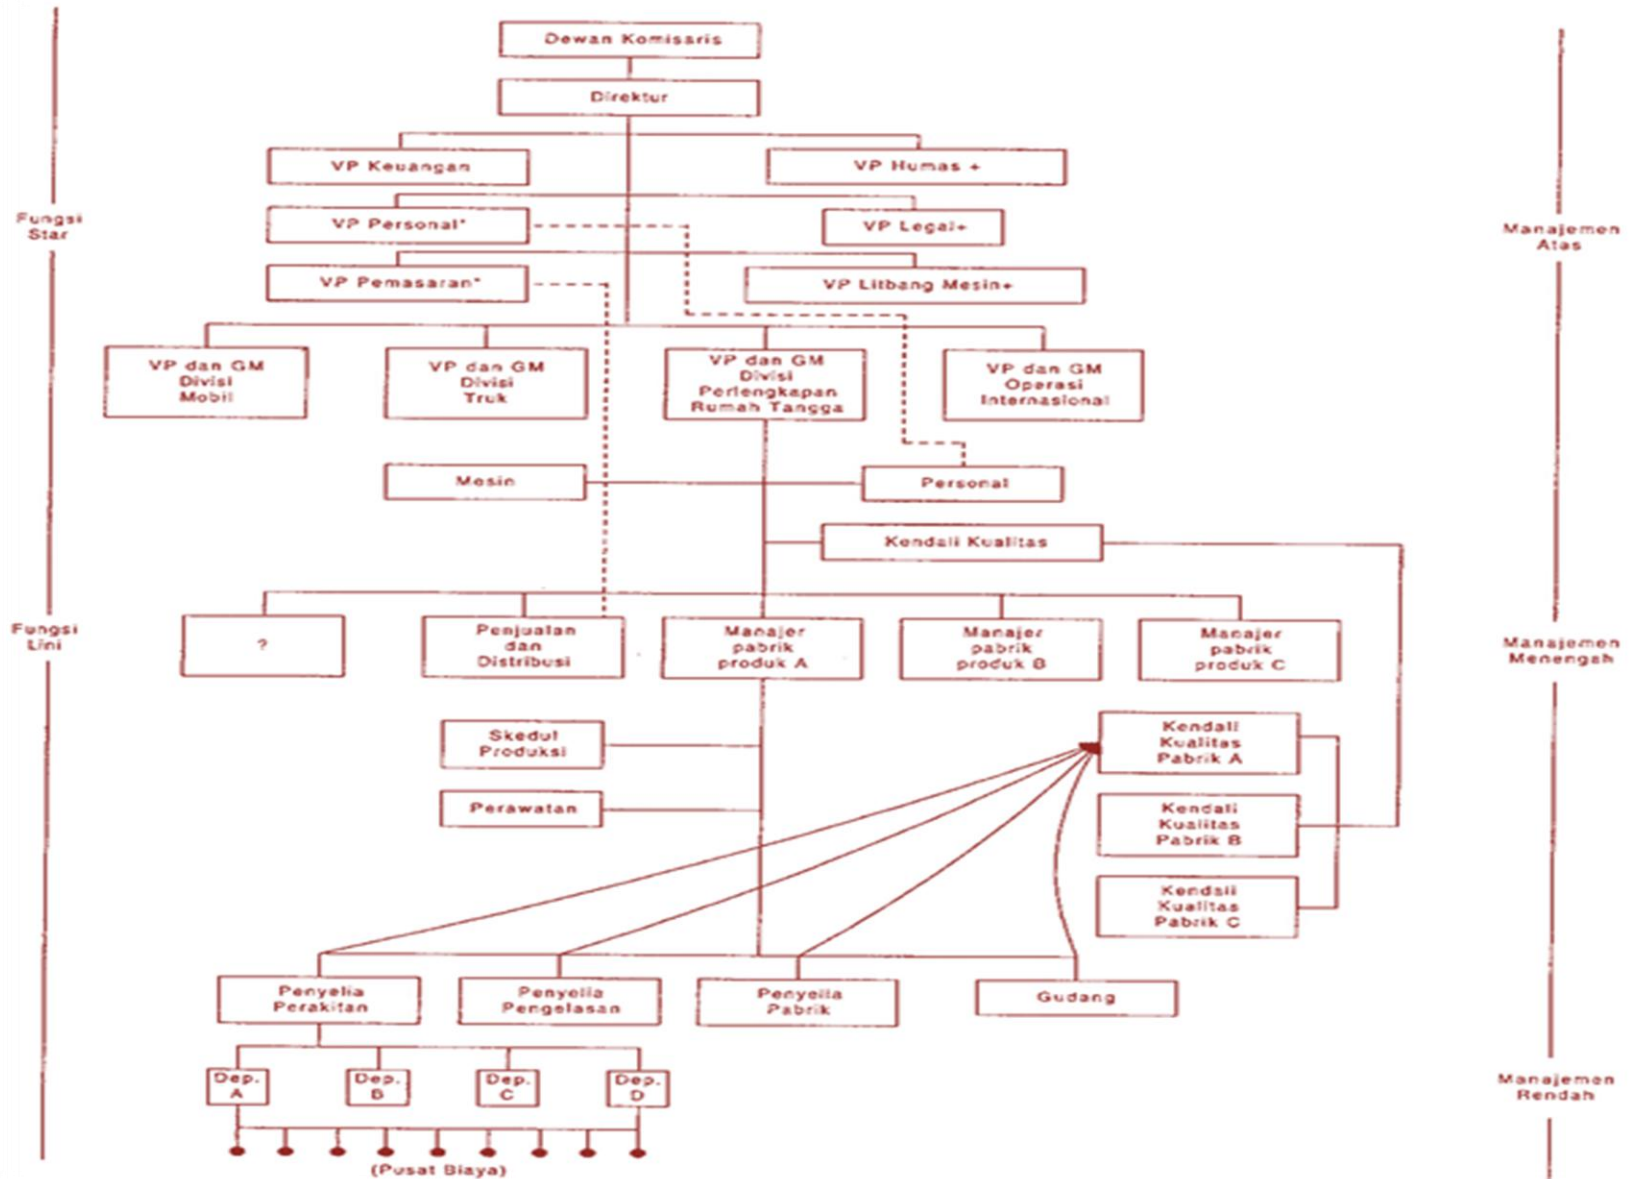 Dewan Komisaris
Direktur
VP Keuangan
VP Humas +
Fungsi
Star
VP Personal*
VP Legal+
Manajemen
Atas
VP Pemasaran*
VP Litbang Mesin+
VP dan GM
Divisi
Mobil
VP dan GM
Divisi
Truk
VP dan GM
Divisi
Perlengkapan
Rumah Tangga
VP dan GM
Operasi
Internasional
Mesin
Personal
Kendali Kualitas
Fungsi
Lini
?
Penjualan
dan
Distribusi
Manajer
pabrik
produk A
Manajer
pabrik
produk B
Manajer
pabrik
produk C
Manajemen
Menengah
Skedul
Produksi
Kendali
Kualitas
Pabrik A
Perawatan
Kendali
Kualitas
Pabrik B
Kendali
Kualitas
Pabrik C
Penyelia
Perakitan
Penyelia
Pengelasan
Penyelia
Pabrik
Gudang
Dep.
A
Dep.
B
Dep.
C
Dep.
D
Manajemen
Rendah
(Pusat Biaya)